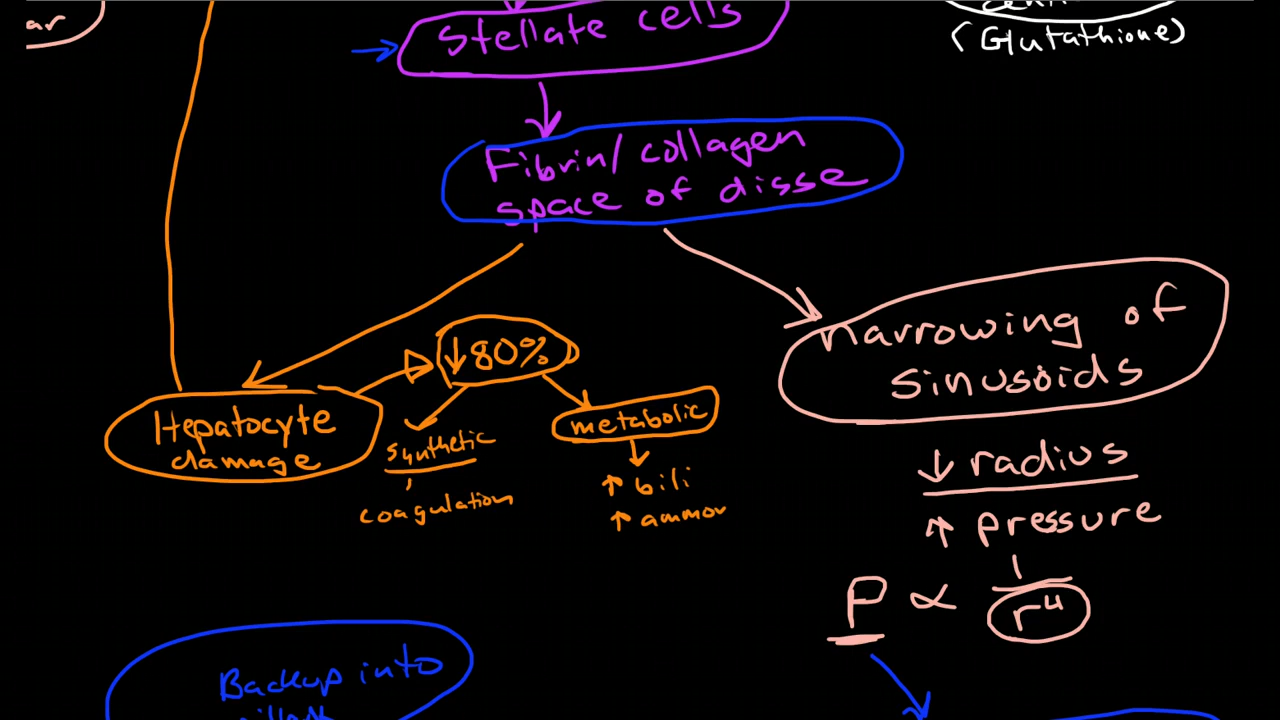 ar
Stellate cells
(Glutathione)
Fibrin/collagen
space of disse
narrowing of
sinusoids
↓ 80%
Hepatocyte
damage
synthetic
coagulation
metabolic
↑ bili
↑ ammon
↓ radius
↑ pressure
P ∝ 1/r⁴
Backup into